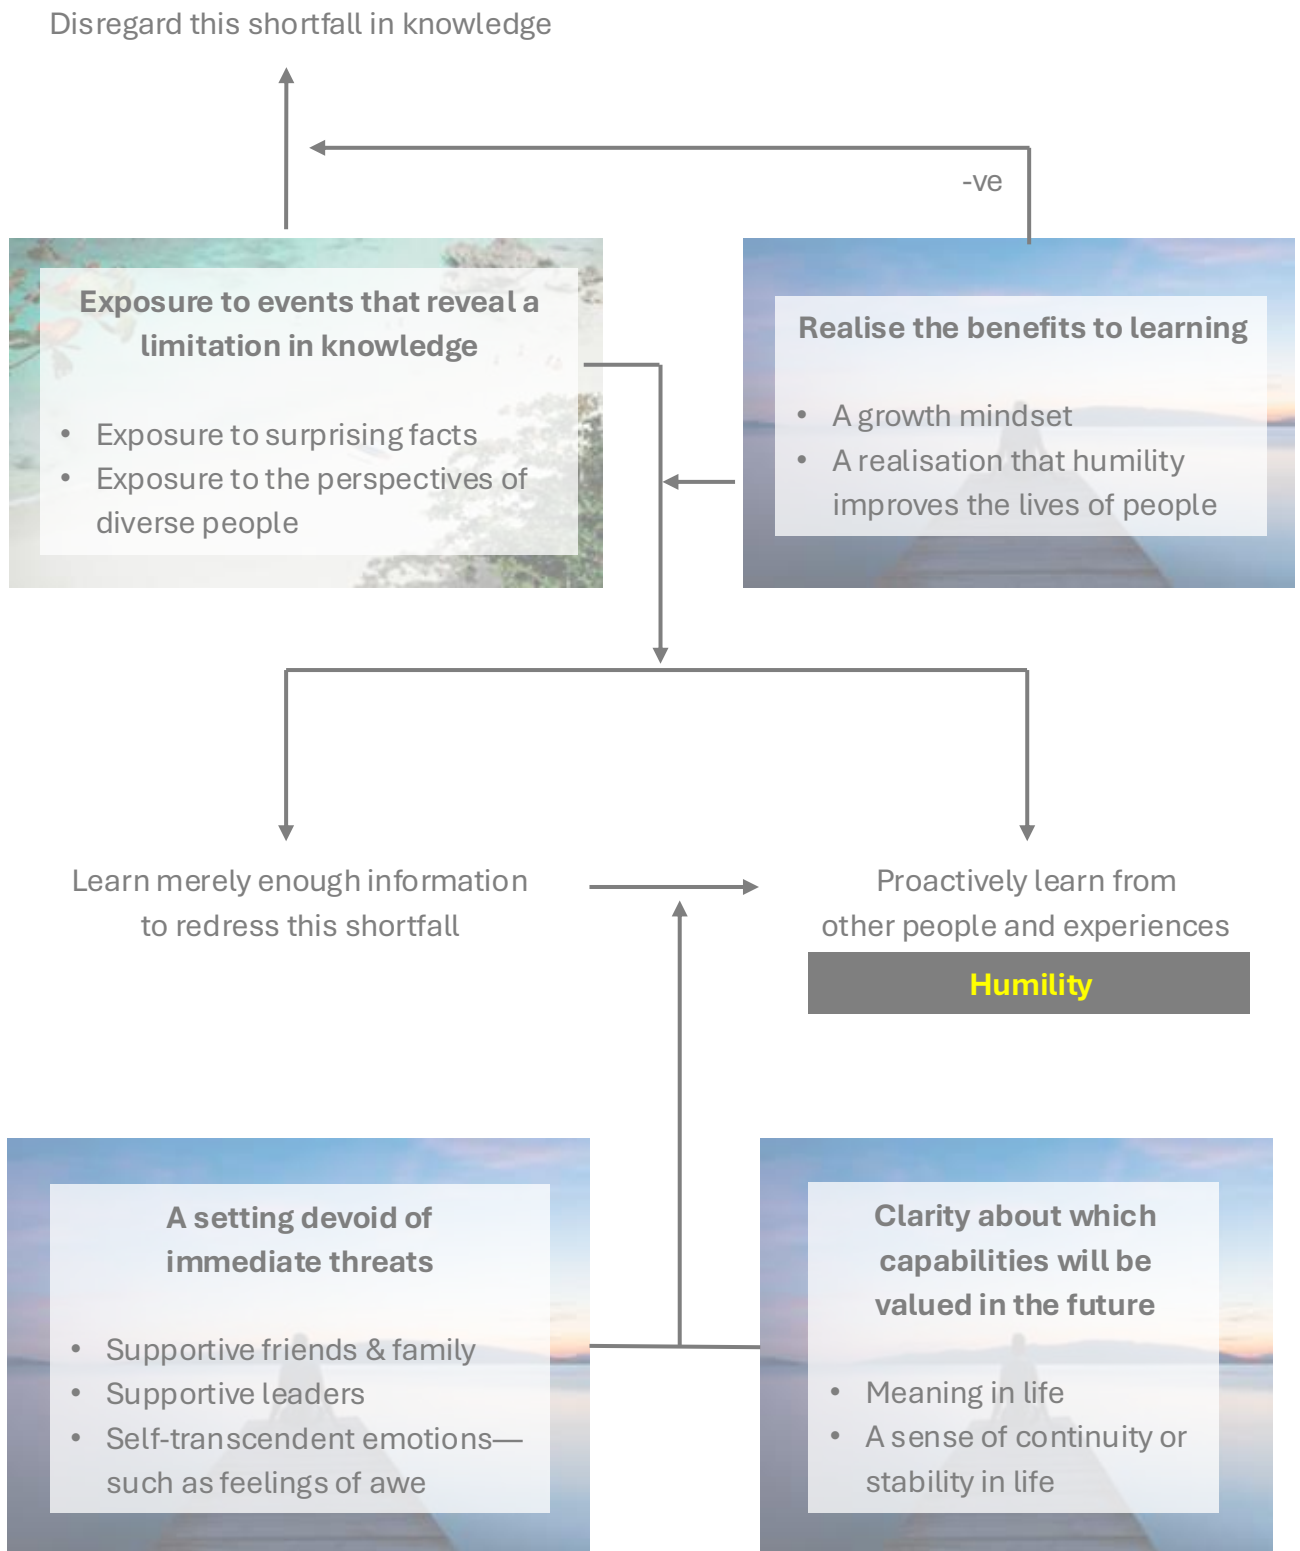 Disregard this shortfall in knowledge
-ve
Exposure to events that reveal a
limitation in knowledge
• Exposure to surprising facts
• Exposure to the perspectives of
diverse people
Realise the benefits to learning
• A growth mindset
• A realisation that humility
improves the lives of people
Learn merely enough information
to redress this shortfall
Proactively learn from
other people and experiences
Humility
A setting devoid of
immediate threats
• Supportive friends & family
• Supportive leaders
• Self-transcendent emotions—
such as feelings of awe
Clarity about which
capabilities will be
valued in the future
• Meaning in life
• A sense of continuity or
stability in life